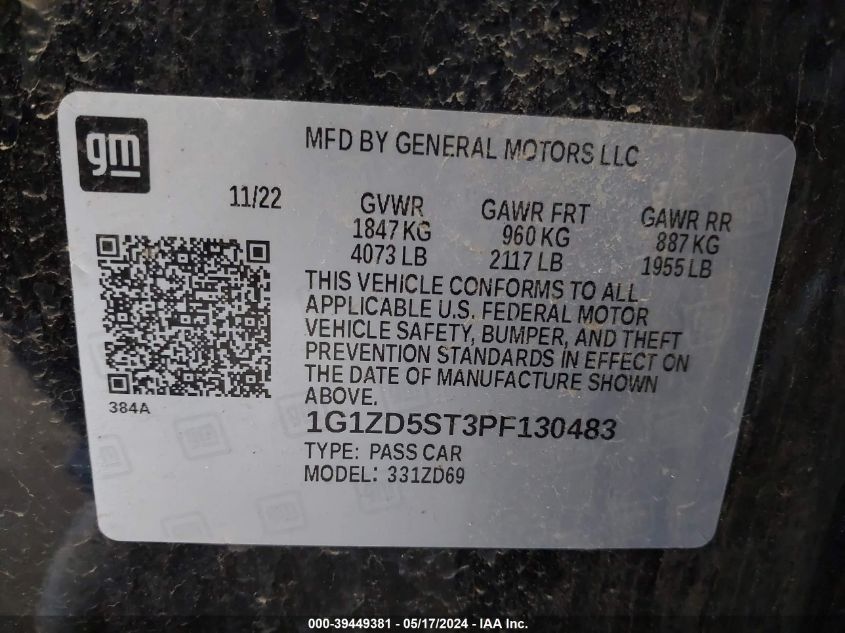 gm
MFD BY GENERAL MOTORS LLC
11/22
GVWR GAWR FRT GAWR RR
1847 KG 960 KG 887 KG
4073 LB 2117 LB 1955 LB
THIS VEHICLE CONFORMS TO ALL
APPLICABLE U.S. FEDERAL MOTOR
VEHICLE SAFETY, BUMPER, AND THEFT
PREVENTION STANDARDS IN EFFECT ON
THE DATE OF MANUFACTURE SHOWN
ABOVE.
384A
1G1ZD5ST3PF130483
TYPE: PASS CAR
MODEL: 331ZD69
000-39449381 - 05/17/2024 - IAA Inc.